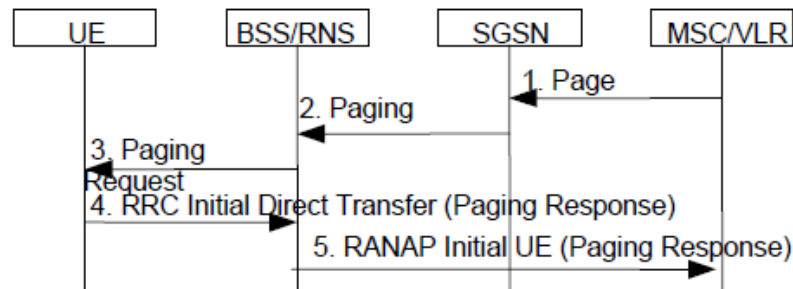 UE
BSS/RNS
SGSN
MSC/VLR
1. Page
2. Paging
3. Paging
Request
4. RRC Initial Direct Transfer (Paging Response)
5. RANAP Initial UE (Paging Response)